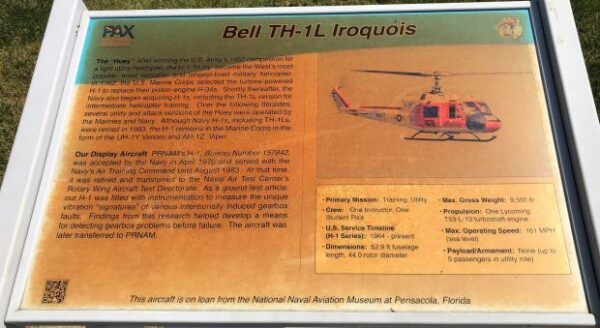 PAX
Bell TH-1L Iroquois
The "Huey" After winning the U.S. Army's 1952 competition for
a light utility helicopter, the H-1 "Huey" became the West's most
popular, most versatile, and longest-lived military helicopter.
In 1962, the U.S. Marine Corps selected the turbine-powered
H-1 to replace their piston-engine H-34s. Shortly thereafter, the
Navy also began acquiring H-1s, including the TH-1L version for
intermediate helicopter training. Over the following decades,
several utility and attack versions of the Huey were operated by
the Marines and Navy. Although Navy H-1s, including TH-1Ls,
were retired in 1983, the H-1 remains in the Marine Corps in the
form of the UH-1Y Venom and AH-1Z Viper.
Our Display Aircraft PRNAM's H-1, Bureau Number 157842,
was accepted by the Navy in April 1970 and served with the
Navy's Air Training Command until August 1983. At that time,
it was retired and transferred to the Naval Air Test Center's
Rotary Wing Aircraft Test Directorate. As a ground test article,
our H-1 was fitted with instrumentation to measure the unique
vibration "signatures" of various intentionally induced gearbox
faults. Findings from this research helped develop a means
for detecting gearbox problems before failure. The aircraft was
later transferred to PRNAM.
• Primary Mission: Training, Utility
• Crew: One Instructor, One
Student Pilot
• U.S. Service Timeline
(H-1 Series): 1964 - present
• Dimensions: 52.9 ft fuselage
length, 44.0 rotor diameter
• Max. Gross Weight: 9,500 lb
• Propulsion: One Lycoming
T53-L-13 turboshaft engine
• Max. Operating Speed: 161 MPH
(sea level)
• Payload/Armament: None (up to
5 passengers in utility role)
This aircraft is on loan from the National Naval Aviation Museum at Pensacola, Florida